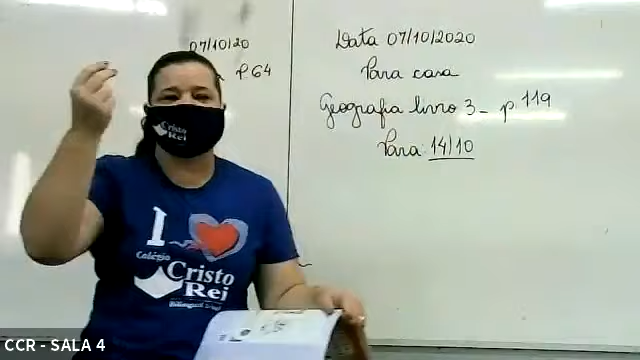 07/10/20
P 64
Data 07/10/2020
Para casa
Geografia livro 3 - p 119
Para: 14/10
Cristo
Rei
I
Colégio
Cristo
Rei
CCR - SALA 4